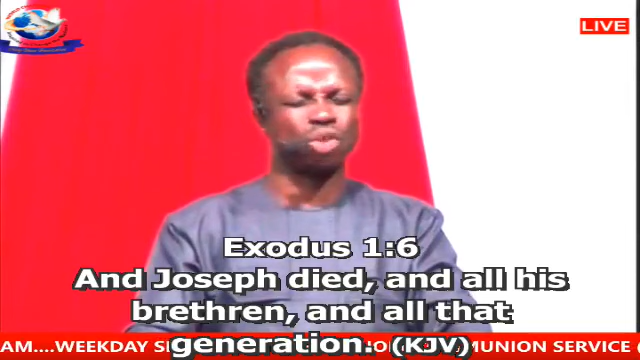 LIVE
Exodus 1:6
And Joseph died, and all his
brethren, and all that
generation. (KJV)
AM....WEEKDAY MUNION SERVICE